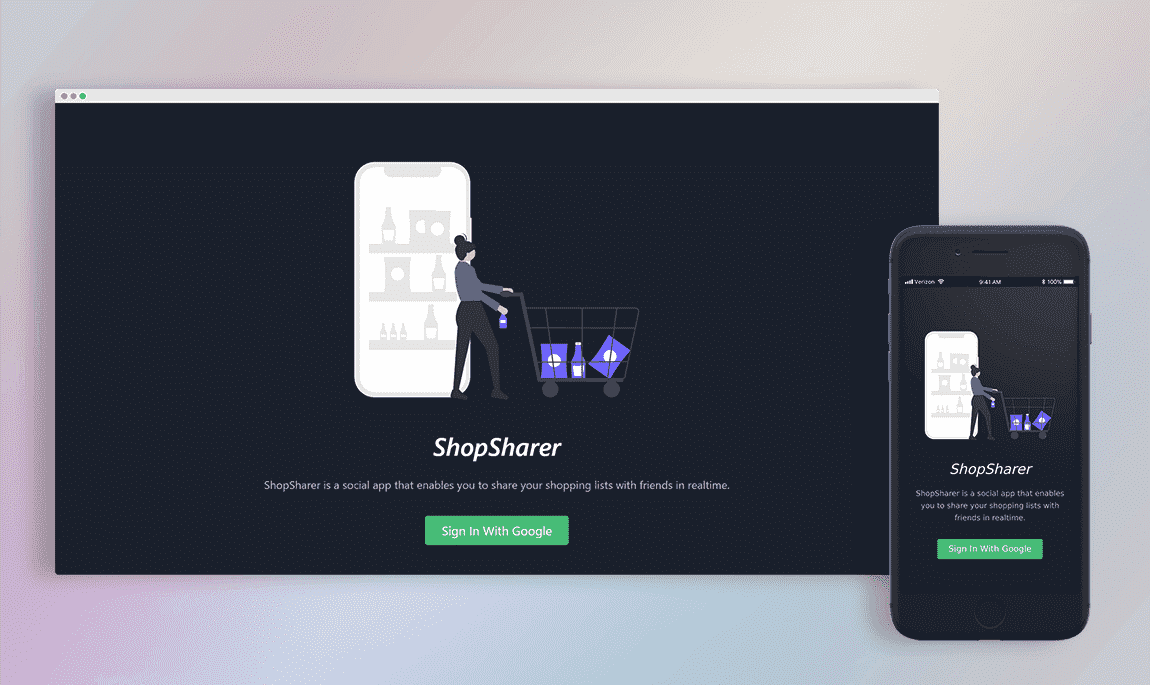 ShopSharer
ShopSharer is a social app that enables you to share your shopping lists with friends in realtime.
Sign In With Google
Verizon 9:41 AM 100%
ShopSharer
ShopSharer is a social app that enables
you to share your shopping lists with
friends in realtime.
Sign In With Google